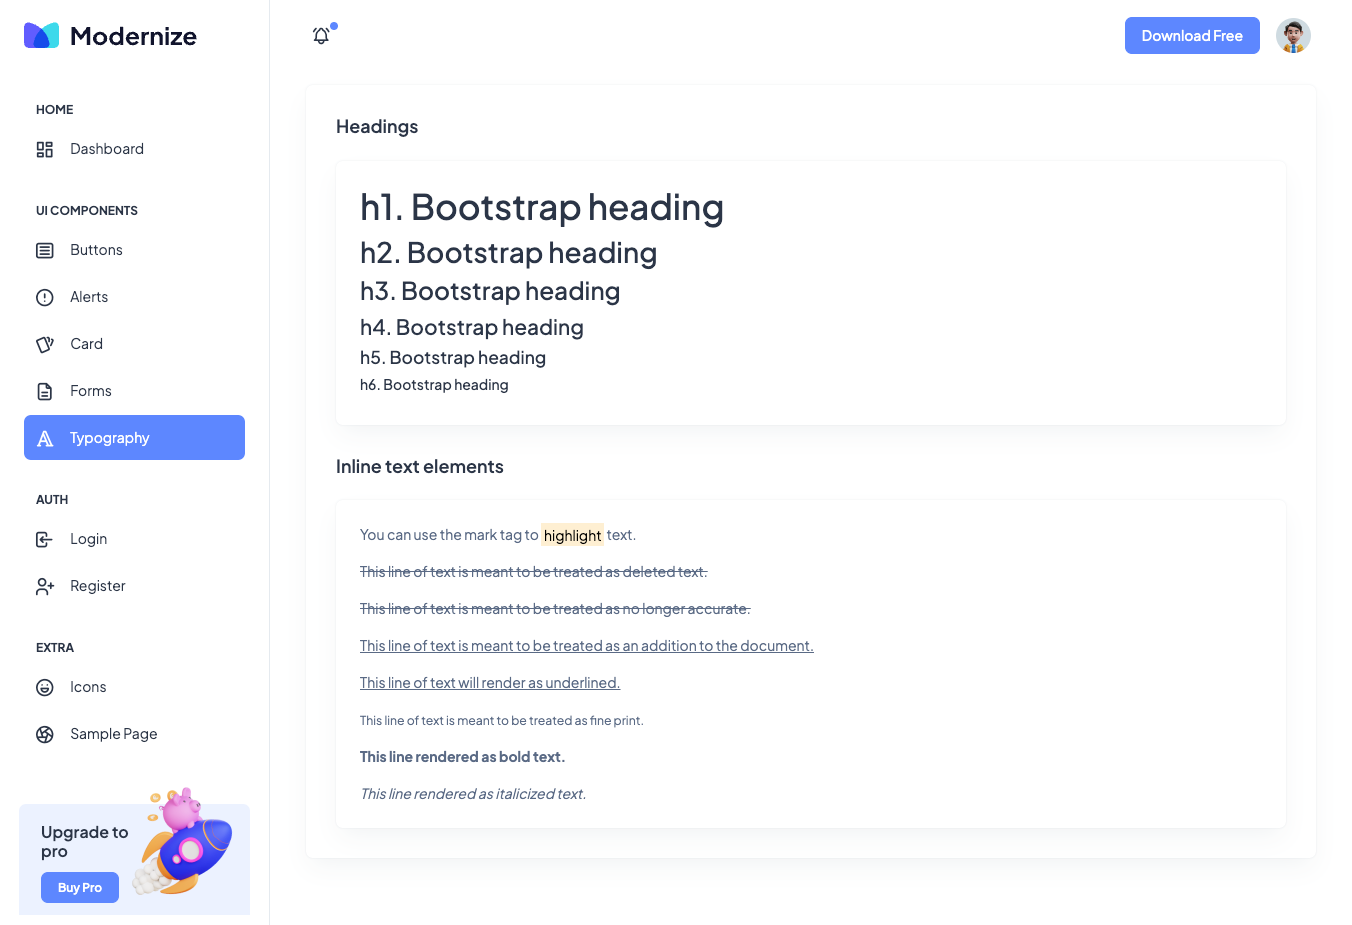 Modernize
Download Free
HOME
Dashboard
UI COMPONENTS
Buttons
Alerts
Card
Forms
Typography
AUTH
Login
Register
EXTRA
Icons
Sample Page
Upgrade to
pro
Buy Pro
Headings
h1. Bootstrap heading
h2. Bootstrap heading
h3. Bootstrap heading
h4. Bootstrap heading
h5. Bootstrap heading
h6. Bootstrap heading
Inline text elements
You can use the mark tag to highlight text.
This line of text is meant to be treated as deleted text.
This line of text is meant to be treated as no longer accurate.
This line of text is meant to be treated as an addition to the document.
This line of text will render as underlined.
This line of text is meant to be treated as fine print.
This line rendered as bold text.
This line rendered as italicized text.